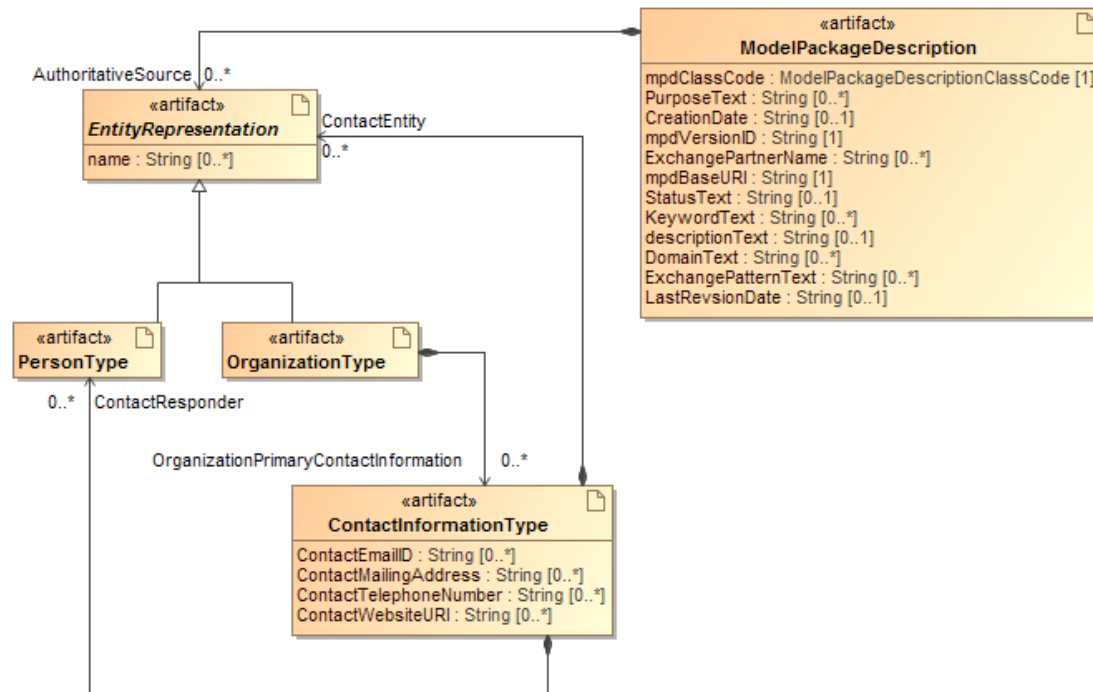 «artifact»
ModelPackageDescription
mpdClassCode : ModelPackageDescriptionClassCode [1]
PurposeText : String [0..*]
CreationDate : String [0..1]
mpdVersionID : String [1]
ExchangePartnerName : String [0..*]
mpdBaseURI : String [1]
StatusText : String [0..1]
KeywordText : String [0..*]
descriptionText : String [0..1]
DomainText : String [0..*]
ExchangePatternText : String [0..*]
LastRevsionDate : String [0..1]
AuthoritativeSource 0..*
«artifact»
EntityRepresentation
name : String [0..*]
ContactEntity
0..*
«artifact»
PersonType
«artifact»
OrganizationType
0..* ContactResponder
OrganizationPrimaryContactInformation 0..*
«artifact»
ContactInformationType
ContactEmailID : String [0..*]
ContactMailingAddress : String [0..*]
ContactTelephoneNumber : String [0..*]
ContactWebsiteURI : String [0..*]